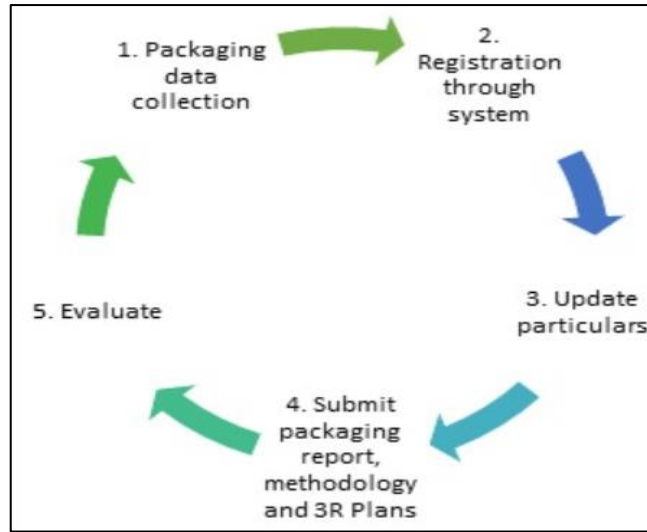 1. Packaging
data
collection
2.
Registration
through
system
3. Update
particulars
4. Submit
packaging
report,
methodology
and 3R Plans
5. Evaluate